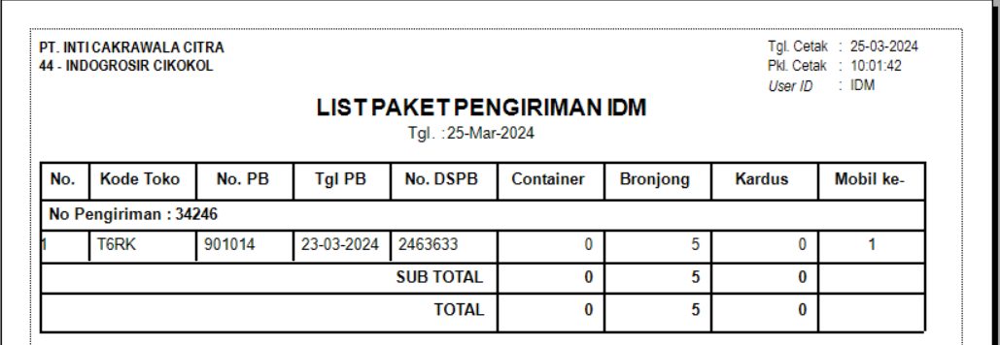 PT. INTI CAKRAWALA CITRA
44 - INDOGROSIR CIKOKOL
Tgl. Cetak : 25-03-2024
Pkl. Cetak : 10:01:42
User ID : IDM
LIST PAKET PENGIRIMAN IDM
Tgl. : 25-Mar-2024
No. Kode Toko No. PB Tgl PB No. DSPB Container Bronjong Kardus Mobil ke-
No Pengiriman : 34246
1 T6RK 901014 23-03-2024 2463633 0 5 0 1
SUB TOTAL 0 5 0
TOTAL 0 5 0